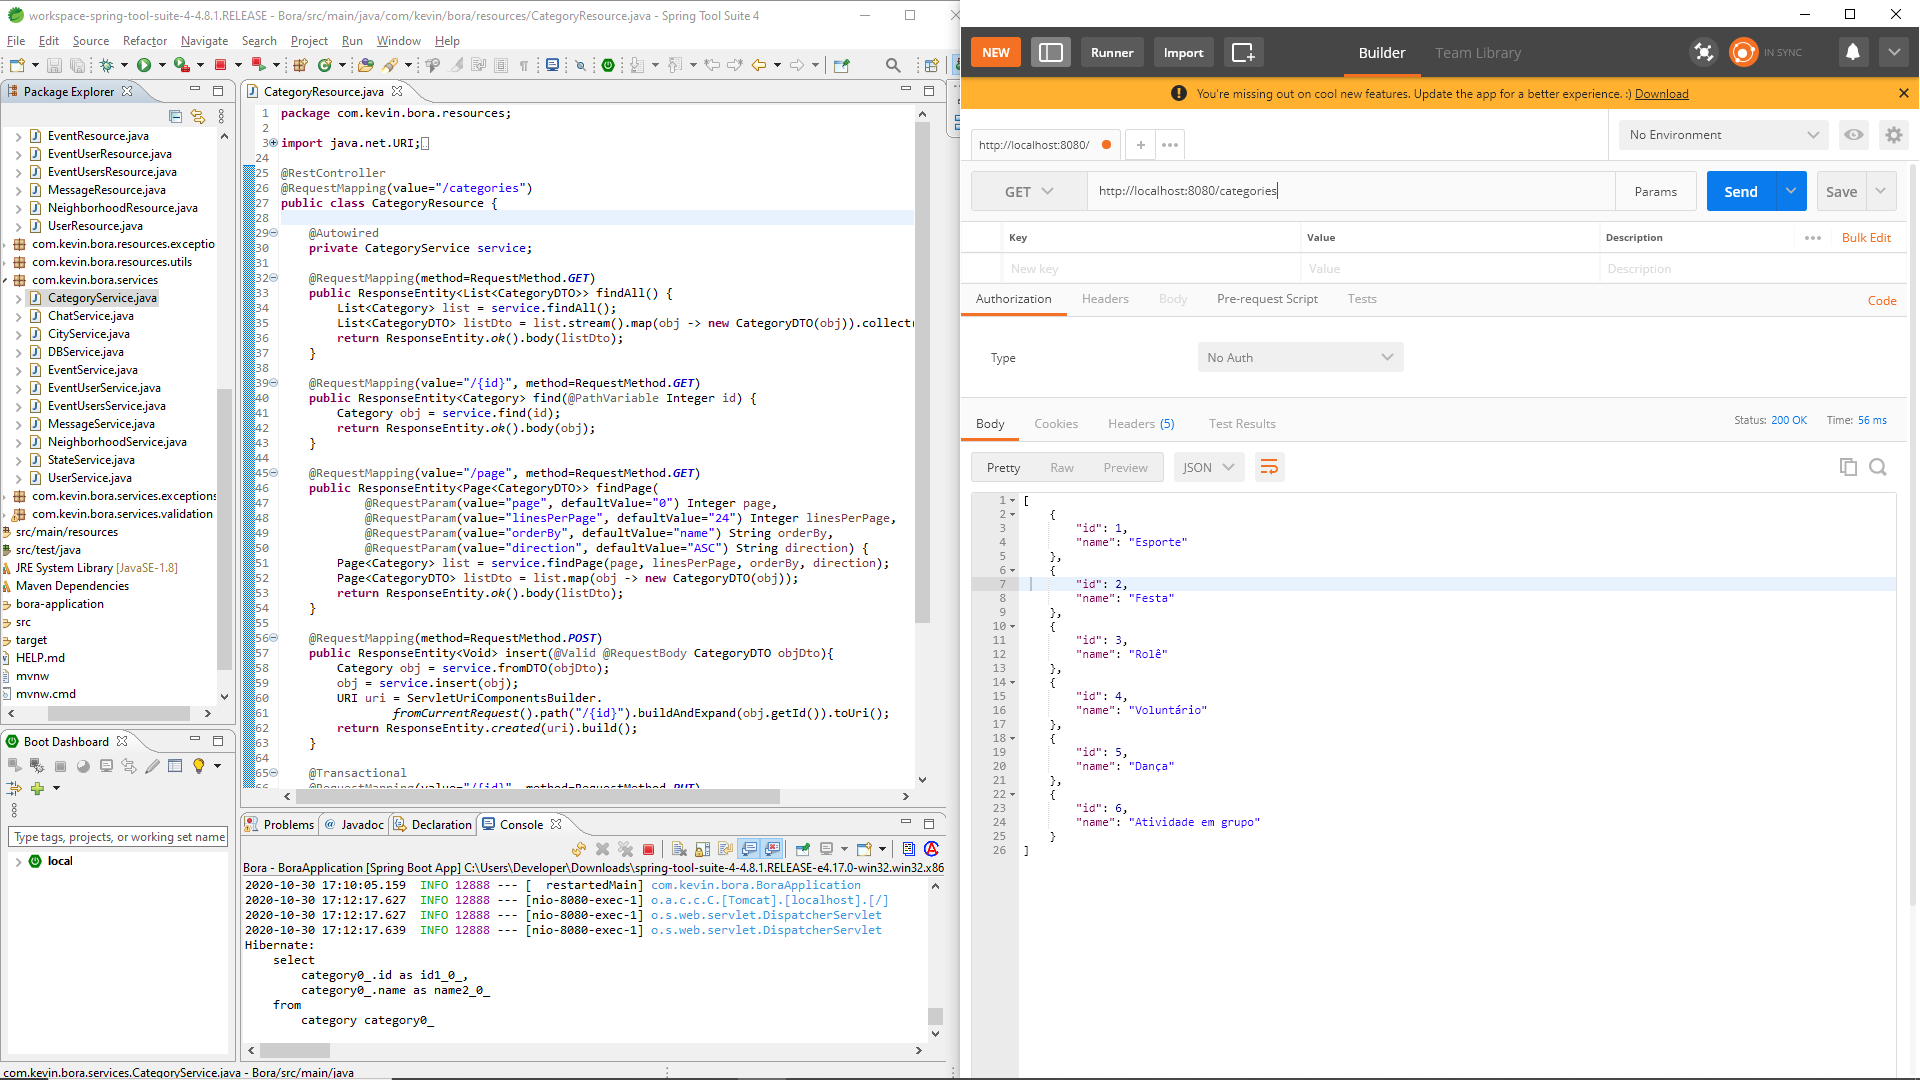 workspace-spring-tool-suite-4-4.8.1.RELEASE - Bora/src/main/java/com/kevin/bora/resources/CategoryResource.java - Spring Tool Suite 4
File Edit Source Refactor Navigate Search Project Run Window Help
Package Explorer
EventResource.java
EventUserResource.java
EventUsersResource.java
MessageResource.java
NeighborhoodResource.java
UserResource.java
com.kevin.bora.resources.exceptio
com.kevin.bora.resources.utils
com.kevin.bora.services
CategoryService.java
ChatService.java
CityService.java
DBService.java
EventService.java
EventUserService.java
EventUsersService.java
MessageService.java
NeighborhoodService.java
StateService.java
UserService.java
com.kevin.bora.services.exceptions
com.kevin.bora.services.validation
src/main/resources
src/test/java
JRE System Library [JavaSE-1.8]
Maven Dependencies
bora-application
src
target
HELP.md
mvnw
mvnw.cmd
Boot Dashboard
Type tags, projects, or working set name
local
CategoryResource.java
1 package com.kevin.bora.resources;
2
3 import java.net.URI;
24
25 @RestController
26 @RequestMapping(value="/categories")
27 public class CategoryResource {
28
29 @Autowired
30 private CategoryService service;
31
32 @RequestMapping(method=RequestMethod.GET)
33 public ResponseEntity<List<CategoryDTO>> findAll() {
34 List<Category> list = service.findAll();
35 List<CategoryDTO> listDto = list.stream().map(obj -> new CategoryDTO(obj)).collect(
36 return ResponseEntity.ok().body(listDto);
37 }
38
39 @RequestMapping(value="/{id}", method=RequestMethod.GET)
40 public ResponseEntity<Category> find(@PathVariable Integer id) {
41 Category obj = service.find(id);
42 return ResponseEntity.ok().body(obj);
43 }
44
45 @RequestMapping(value="/page", method=RequestMethod.GET)
46 public ResponseEntity<Page<CategoryDTO>> findPage(
47 @RequestParam(value="page", defaultValue="0") Integer page,
48 @RequestParam(value="linesPerPage", defaultValue="24") Integer linesPerPage,
49 @RequestParam(value="orderBy", defaultValue="name") String orderBy,
50 @RequestParam(value="direction", defaultValue="ASC") String direction) {
51 Page<Category> list = service.findPage(page, linesPerPage, orderBy, direction);
52 Page<CategoryDTO> listDto = list.map(obj -> new CategoryDTO(obj));
53 return ResponseEntity.ok().body(listDto);
54 }
55
56 @RequestMapping(method=RequestMethod.POST)
57 public ResponseEntity<Void> insert(@Valid @RequestBody CategoryDTO objDto){
58 Category obj = service.fromDTO(objDto);
59 obj = service.insert(obj);
60 URI uri = ServletUriComponentsBuilder.
61 fromCurrentRequest().path("/{id}").buildAndExpand(obj.getId()).toUri();
62 return ResponseEntity.created(uri).build();
63 }
64
65 @Transactional
66 @RequestMapping(value="/{id}", method=RequestMethod.PUT)
Problems Javadoc Declaration Console
Bora - BoraApplication [Spring Boot App] C:\Users\Developer\Downloads\spring-tool-suite-4-4.8.1.RELEASE-e4.17.0-win32.win32.x86
2020-10-30 17:10:05.159 INFO 12888 --- [ restartedMain] com.kevin.bora.BoraApplication
2020-10-30 17:12:17.627 INFO 12888 --- [nio-8080-exec-1] o.a.c.c.C.[Tomcat].[localhost].[/]
2020-10-30 17:12:17.627 INFO 12888 --- [nio-8080-exec-1] o.s.web.servlet.DispatcherServlet
2020-10-30 17:12:17.639 INFO 12888 --- [nio-8080-exec-1] o.s.web.servlet.DispatcherServlet
Hibernate:
select
category0_.id as id1_0_,
category0_.name as name2_0_
from
category category0_
com.kevin.bora.services.CategoryService.java - Bora/src/main/java
NEW Runner Import Builder Team Library IN SYNC
You're missing out on cool new features. Update the app for a better experience. :) Download
http://localhost:8080/ + ••• No Environment
GET http://localhost:8080/categories Params Send Save
Key Value Description ••• Bulk Edit
New key Value Description
Authorization Headers Body Pre-request Script Tests Code
Type No Auth
Body Cookies Headers (5) Test Results Status: 200 OK Time: 56 ms
Pretty Raw Preview JSON
1 [
2 {
3 "id": 1,
4 "name": "Esporte"
5 },
6 {
7 "id": 2,
8 "name": "Festa"
9 },
10 {
11 "id": 3,
12 "name": "Rolê"
13 },
14 {
15 "id": 4,
16 "name": "Voluntário"
17 },
18 {
19 "id": 5,
20 "name": "Dança"
21 },
22 {
23 "id": 6,
24 "name": "Atividade em grupo"
25 }
26 ]